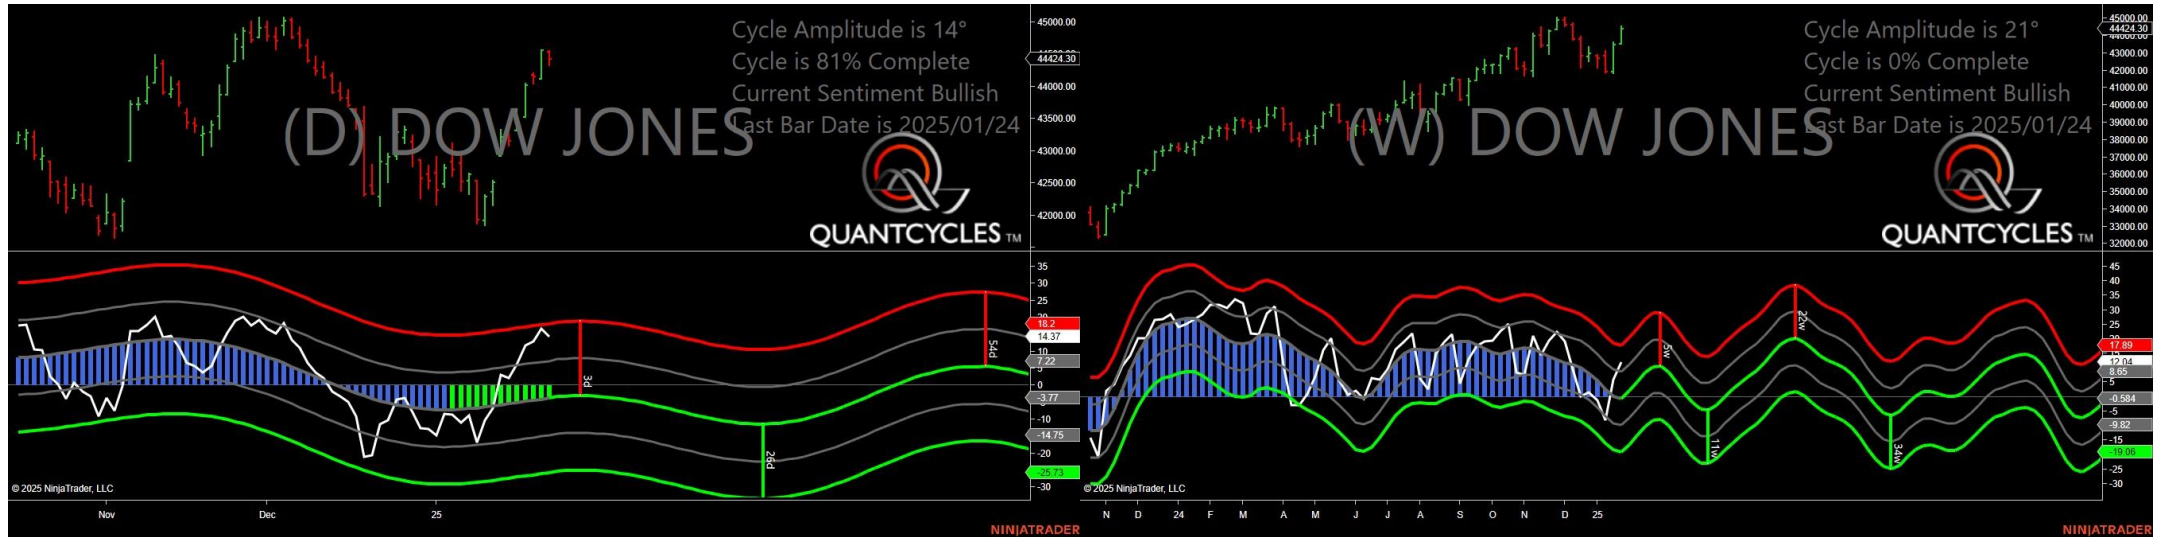 Cycle Amplitude is 14°
Cycle is 81% Complete
Current Sentiment Bullish
Last Bar Date is 2025/01/24
(D) DOW JONES
QUANTCYCLES TM
45000.00
44424.30
44000.00
43500.00
43000.00
42500.00
42000.00
35
30
25
20
18.2
14.37
10
7.22
5
0
-3.77
-10
-14.75
-20
-25.73
-30
3d
26d
54d
© 2025 NinjaTrader, LLC
Nov Dec 25
NINJATRADER
Cycle Amplitude is 21°
Cycle is 0% Complete
Current Sentiment Bullish
Last Bar Date is 2025/01/24
(W) DOW JONES
QUANTCYCLES TM
45000.00
44424.30
43000.00
42000.00
41000.00
40000.00
39000.00
38000.00
37000.00
36000.00
35000.00
34000.00
33000.00
32000.00
45
40
35
30
25
17.89
12.04
8.65
5
-0.584
-5
-9.82
-15
-19.06
-25
-30
5w
11w
22w
34w
© 2025 NinjaTrader, LLC
N D 24 F M A M J J A S O N D 25
NINJATRADER